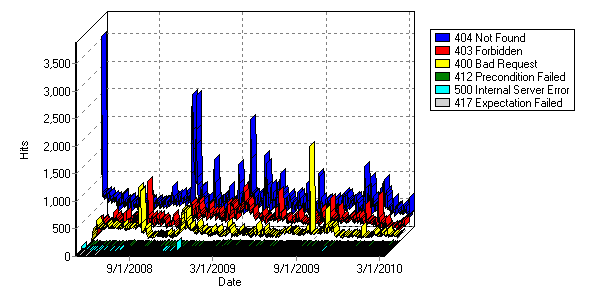 404 Not Found
403 Forbidden
400 Bad Request
412 Precondition Failed
500 Internal Server Error
417 Expectation Failed
Hits
3,500
3,000
2,500
2,000
1,500
1,000
500
0
9/1/2008 3/1/2009 9/1/2009 3/1/2010
Date